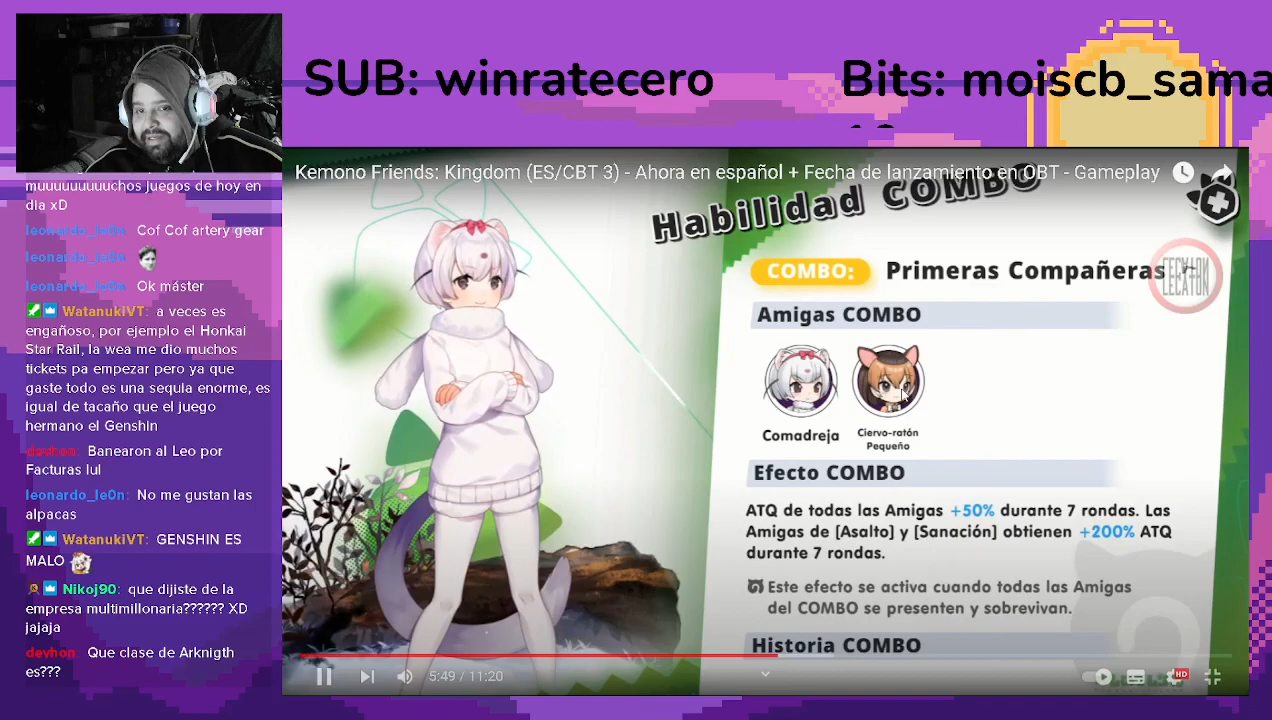 SUB: winratecero
Bits: moiscb_sama
muuuuuuuuchos juegos de hoy en
dia xD
leonardo_le0n: Cof Cof artery gear
leonardo_le0n:
leonardo_le0n: Ok máster
WatanukiVT: a veces es
engañoso, por ejemplo el Honkai
Star Rail, la wea me dio muchos
tickets pa empezar pero ya que
gaste todo es una sequia enorme, es
igual de tacaño que el juego
hermano el Genshin
devhon: Banearon al Leo por
Facturas lul
leonardo_le0n: No me gustan las
alpacas
WatanukiVT: GENSHIN ES
MALO
Nikoj90: que dijiste de la
empresa multimillonaria?????? XD
jajaja
devhon: Que clase de Arknigth
es???
Kemono Friends: Kingdom (ES/CBT 3) - Ahora en español + Fecha de lanzamiento en OBT - Gameplay
Habilidad COMBO
COMBO: Primeras Compañeras
LECATON
Amigas COMBO
Comadreja
Ciervo-ratón
Pequeño
Efecto COMBO
ATQ de todas las Amigas +50% durante 7 rondas. Las
Amigas de [Asalto] y [Sanación] obtienen +200% ATQ
durante 7 rondas.
Este efecto se activa cuando todas las Amigas
del COMBO se presenten y sobrevivan.
Historia COMBO
5:49 / 11:20
HD